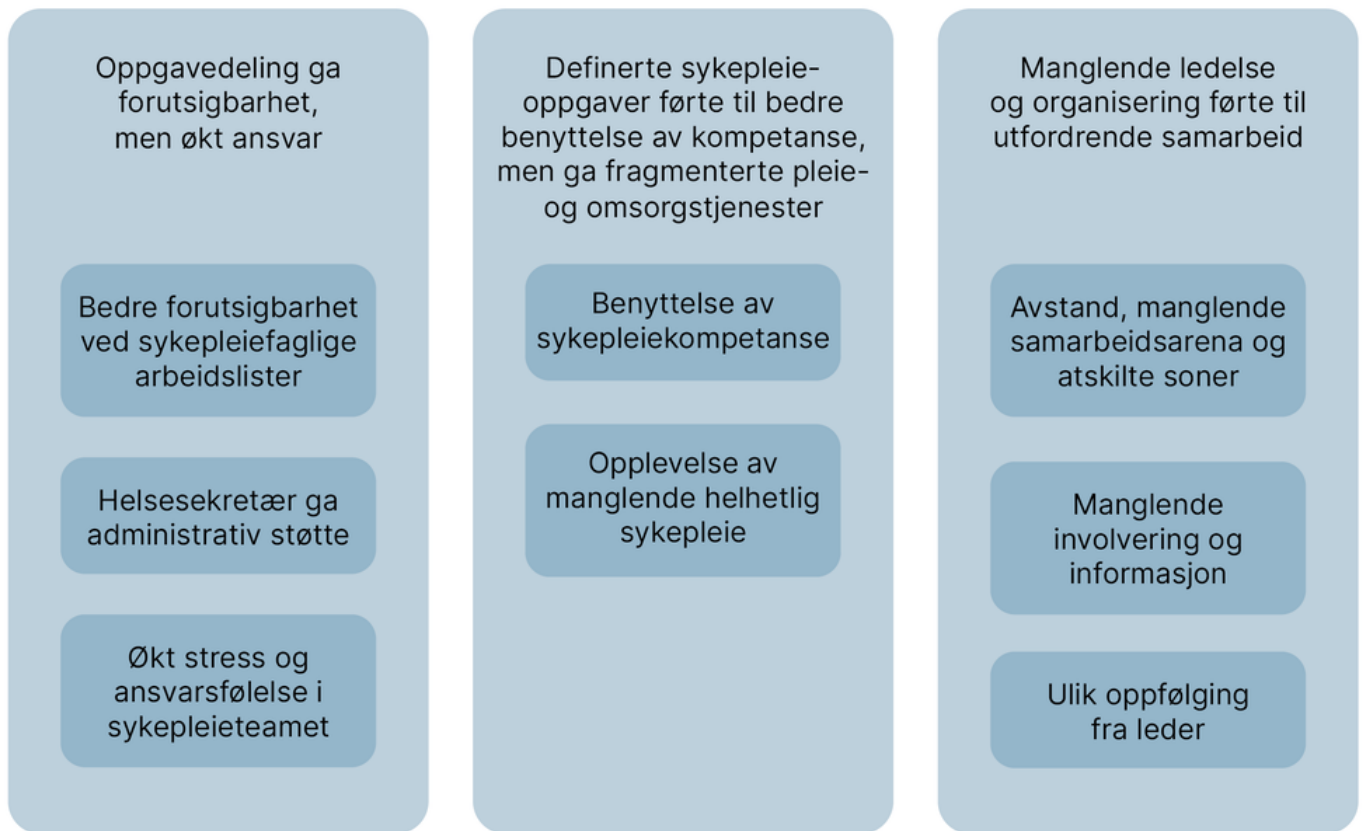 Oppgavedeling ga
forutsigbarhet,
men økt ansvar
Bedre forutsigbarhet
ved sykepleiefaglige
arbeidslister
Helsesekretær ga
administrativ støtte
Økt stress og
ansvarsfølelse i
sykepleieteamet
Definerte sykepleie-
oppgaver førte til bedre
benyttelse av kompetanse,
men ga fragmenterte pleie-
og omsorgstjenester
Benyttelse av
sykepleiekompetanse
Opplevelse av
manglende helhetlig
sykepleie
Manglende ledelse
og organisering førte til
utfordrende samarbeid
Avstand, manglende
samarbeidsarena og
atskilte soner
Manglende
involvering og
informasjon
Ulik oppfølging
fra leder